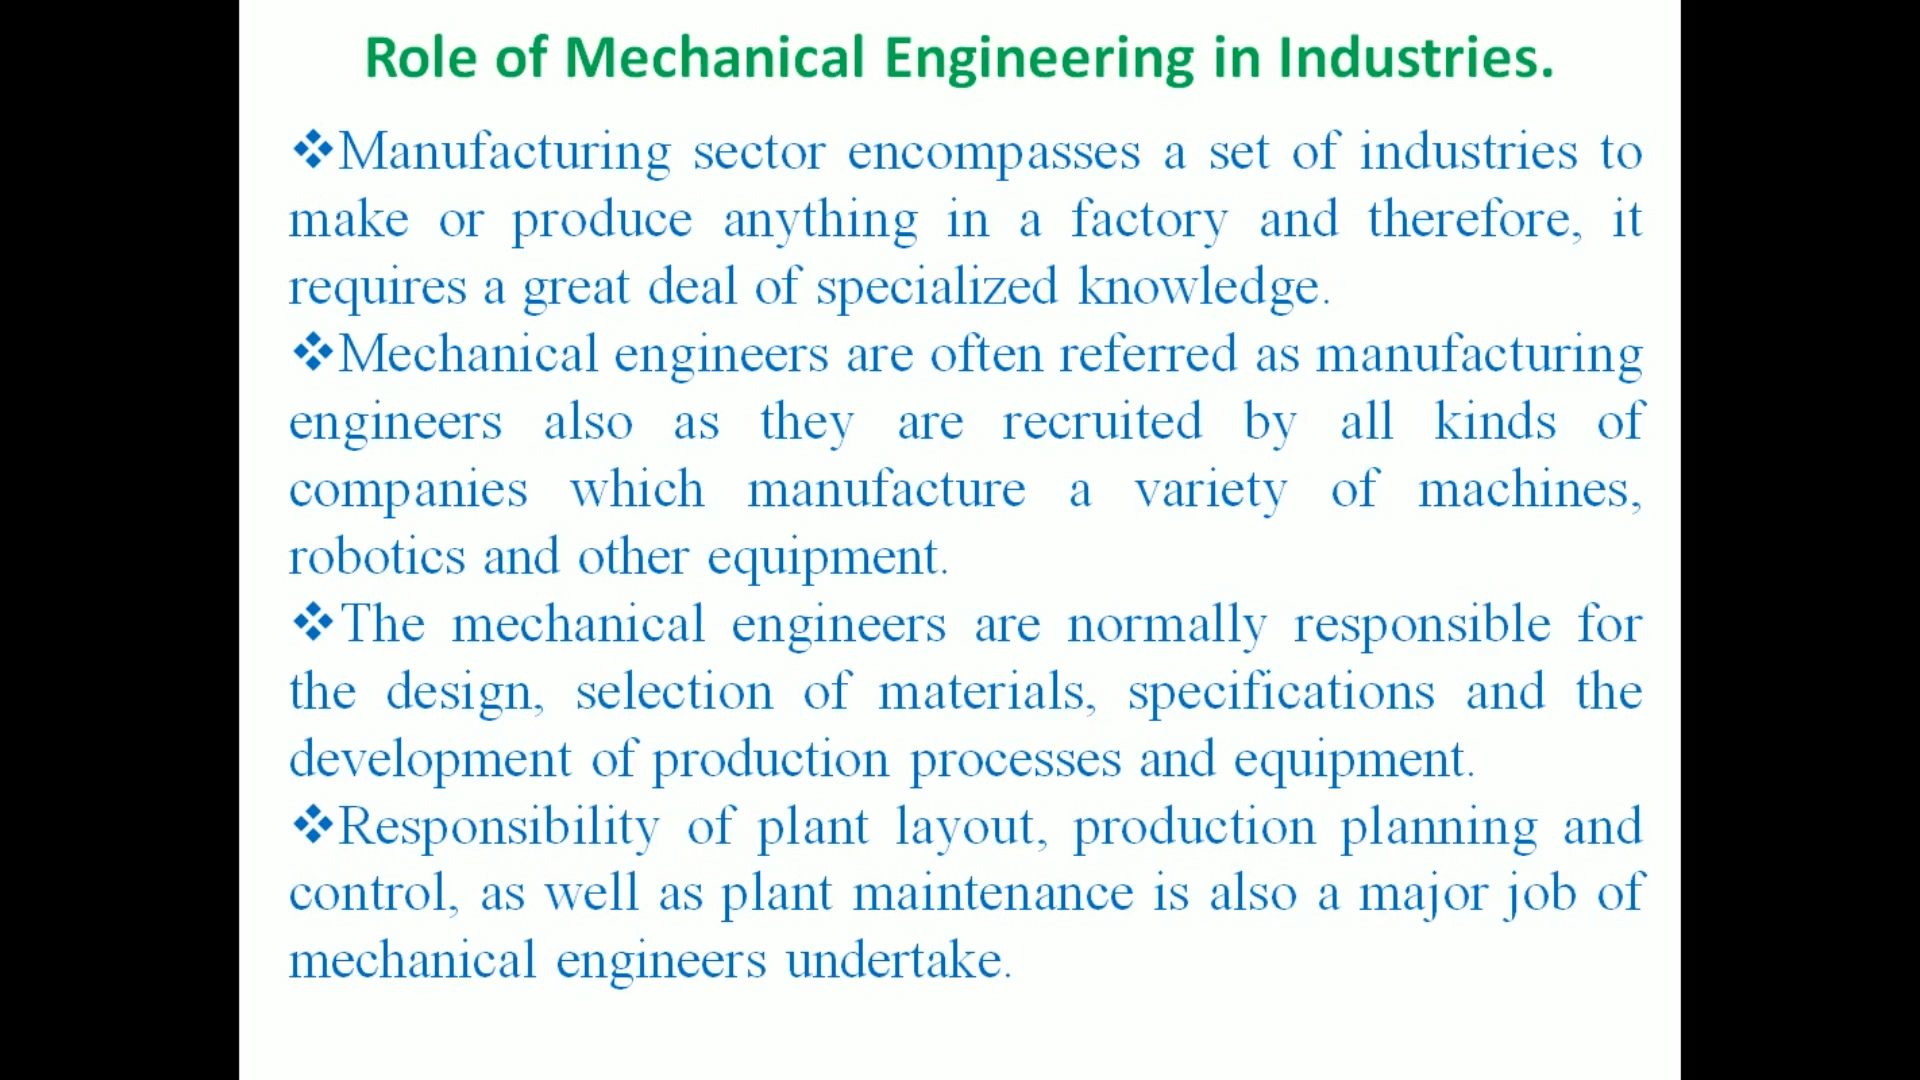 Role of Mechanical Engineering in Industries.
❖Manufacturing sector encompasses a set of industries to
make or produce anything in a factory and therefore, it
requires a great deal of specialized knowledge.
❖Mechanical engineers are often referred as manufacturing
engineers also as they are recruited by all kinds of
companies which manufacture a variety of machines,
robotics and other equipment.
❖The mechanical engineers are normally responsible for
the design, selection of materials, specifications and the
development of production processes and equipment.
❖Responsibility of plant layout, production planning and
control, as well as plant maintenance is also a major job of
mechanical engineers undertake.